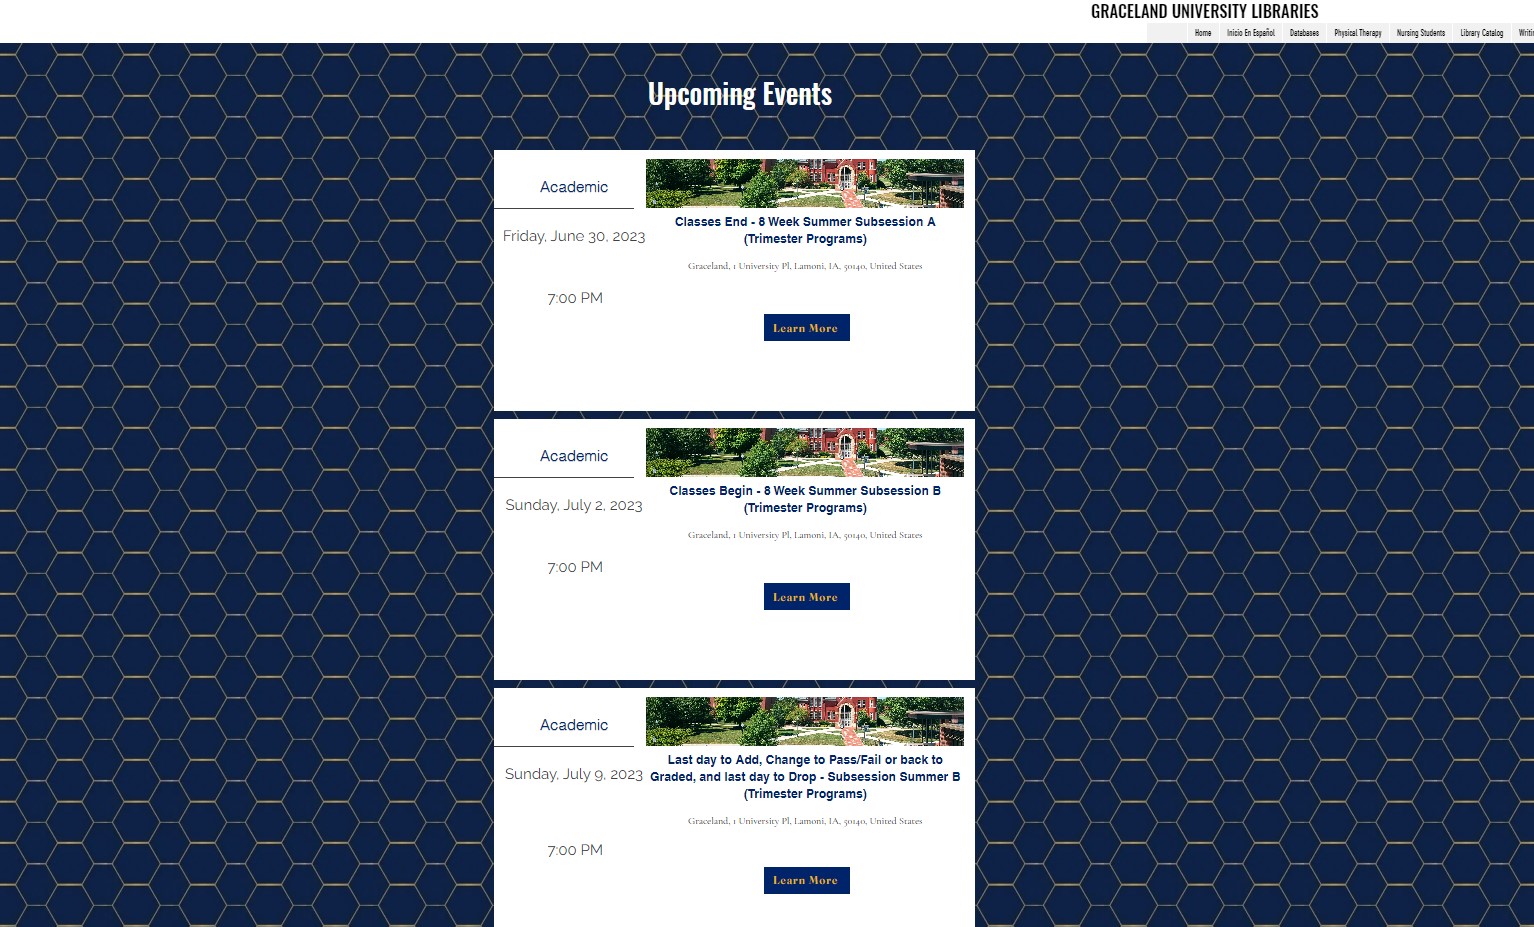 GRACELAND UNIVERSITY LIBRARIES
Home Inicio En Español Databases Physical Therapy Nursing Students Library Catalog
Upcoming Events
Academic
Friday, June 30, 2023
7:00 PM
Classes End - 8 Week Summer Subsession A
(Trimester Programs)
Graceland, 1 University Pl, Lamoni, IA, 50140, United States
Learn More
Academic
Sunday, July 2, 2023
7:00 PM
Classes Begin - 8 Week Summer Subsession B
(Trimester Programs)
Graceland, 1 University Pl, Lamoni, IA, 50140, United States
Learn More
Academic
Sunday, July 9, 2023
7:00 PM
Last day to Add, Change to Pass/Fail or back to
Graded, and last day to Drop - Subsession Summer B
(Trimester Programs)
Graceland, 1 University Pl, Lamoni, IA, 50140, United States
Learn More